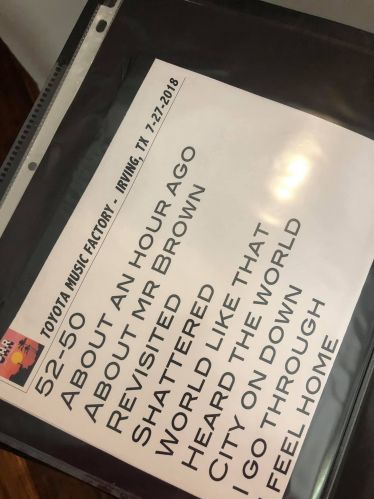 TOYOTA MUSIC FACTORY - IRVING, TX 7-27-2018
52-50
ABOUT AN HOUR AGO
ABOUT MR BROWN
REVISITED
SHATTERED
WORLD LIKE THAT
HEARD THE WORLD
CITY ON DOWN
I GO THROUGH
FEEL HOME